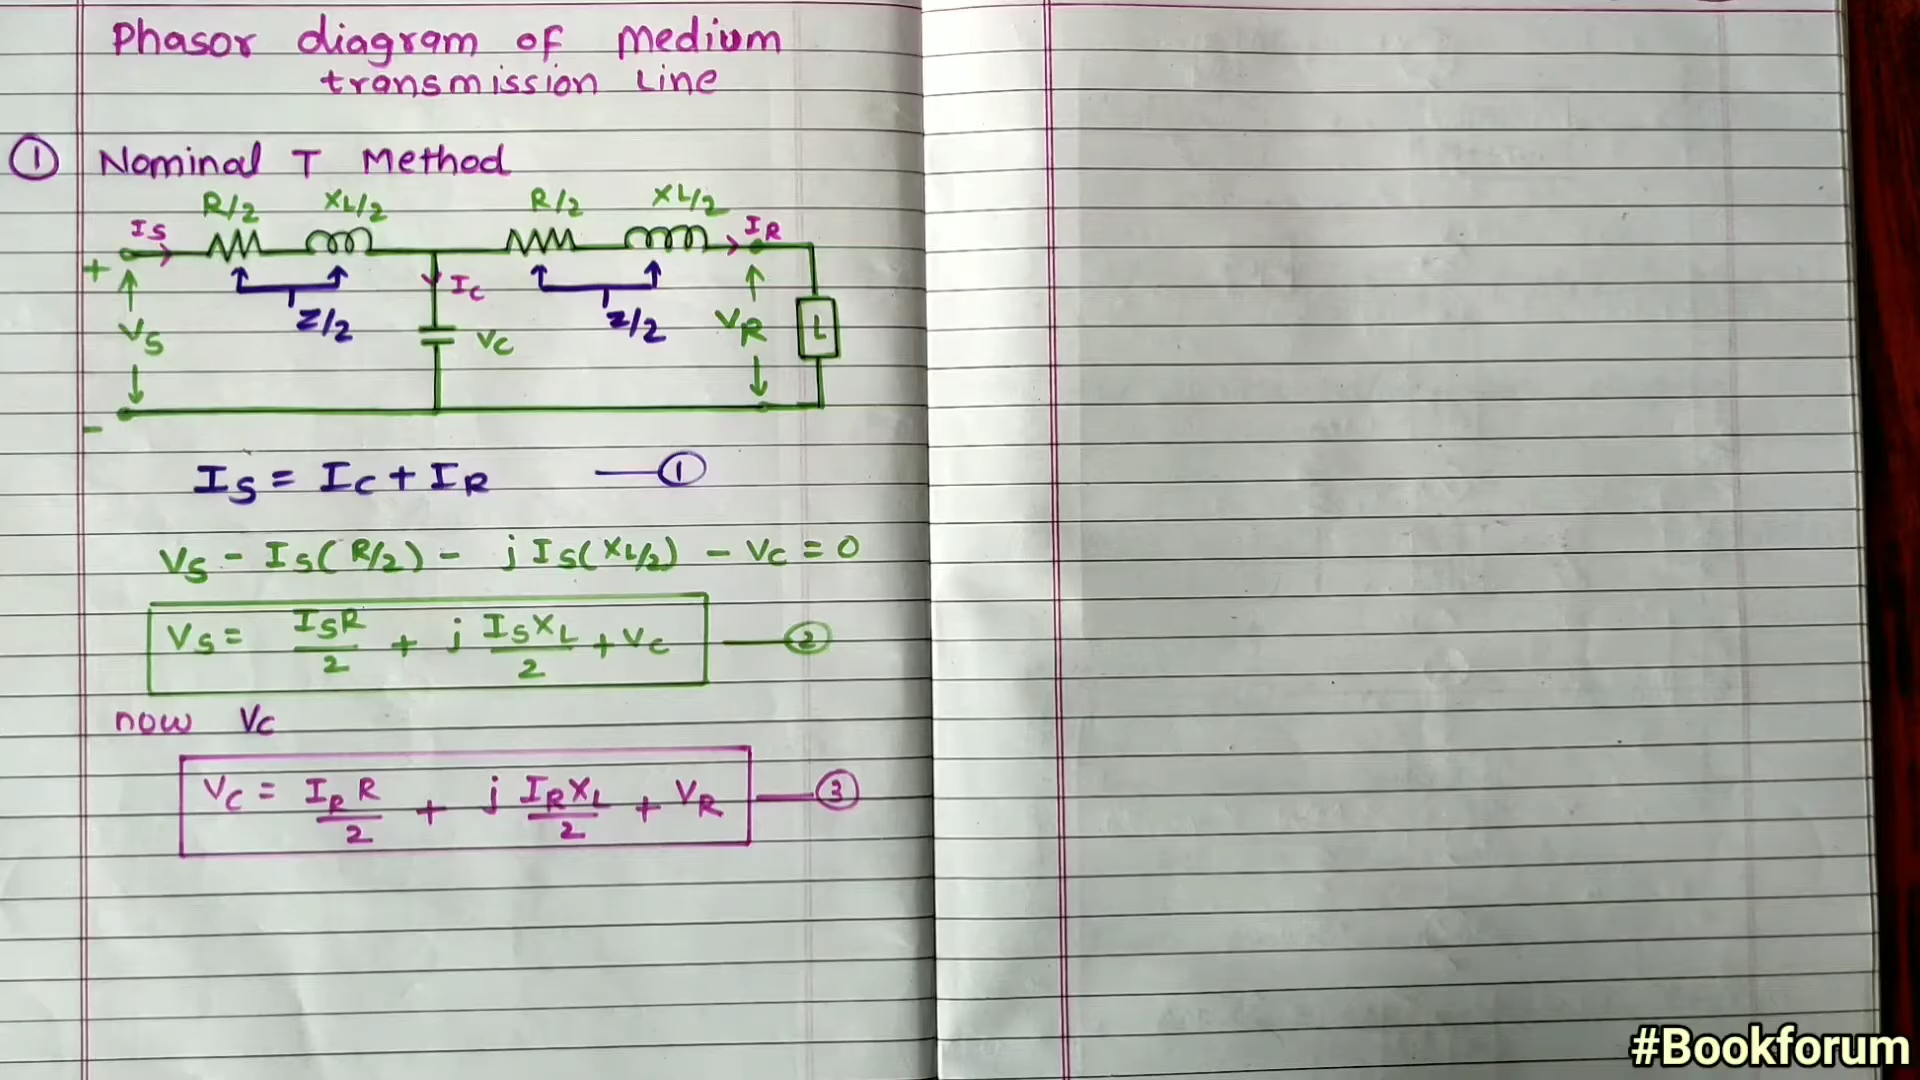 Phasor diagram of medium
transmission Line
① Nominal T Method
R/2 XL/2 R/2 XL/2
IS IR
+
IC
Z/2 Z/2
VS VC VR L
-
IS = IC + IR —①
VS - IS(R/2) - j IS(XL/2) - VC = 0
VS = ISR/2 + j ISXL/2 + VC —②
now VC
VC = IRR/2 + j IRXL/2 + VR —③
#Bookforum